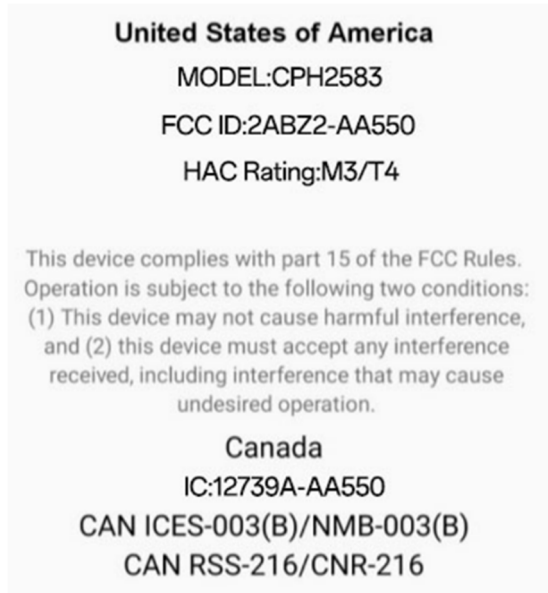 United States of America
MODEL:CPH2583
FCC ID:2ABZ2-AA550
HAC Rating:M3/T4
This device complies with part 15 of the FCC Rules.
Operation is subject to the following two conditions:
(1) This device may not cause harmful interference,
and (2) this device must accept any interference
received, including interference that may cause
undesired operation.
Canada
IC:12739A-AA550
CAN ICES-003(B)/NMB-003(B)
CAN RSS-216/CNR-216